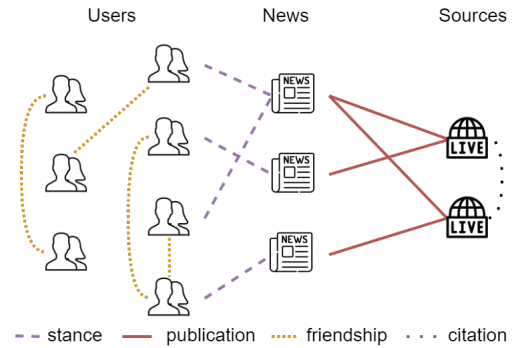 Users News Sources
NEWS
NEWS
LIVE
LIVE
NEWS
stance publication friendship citation